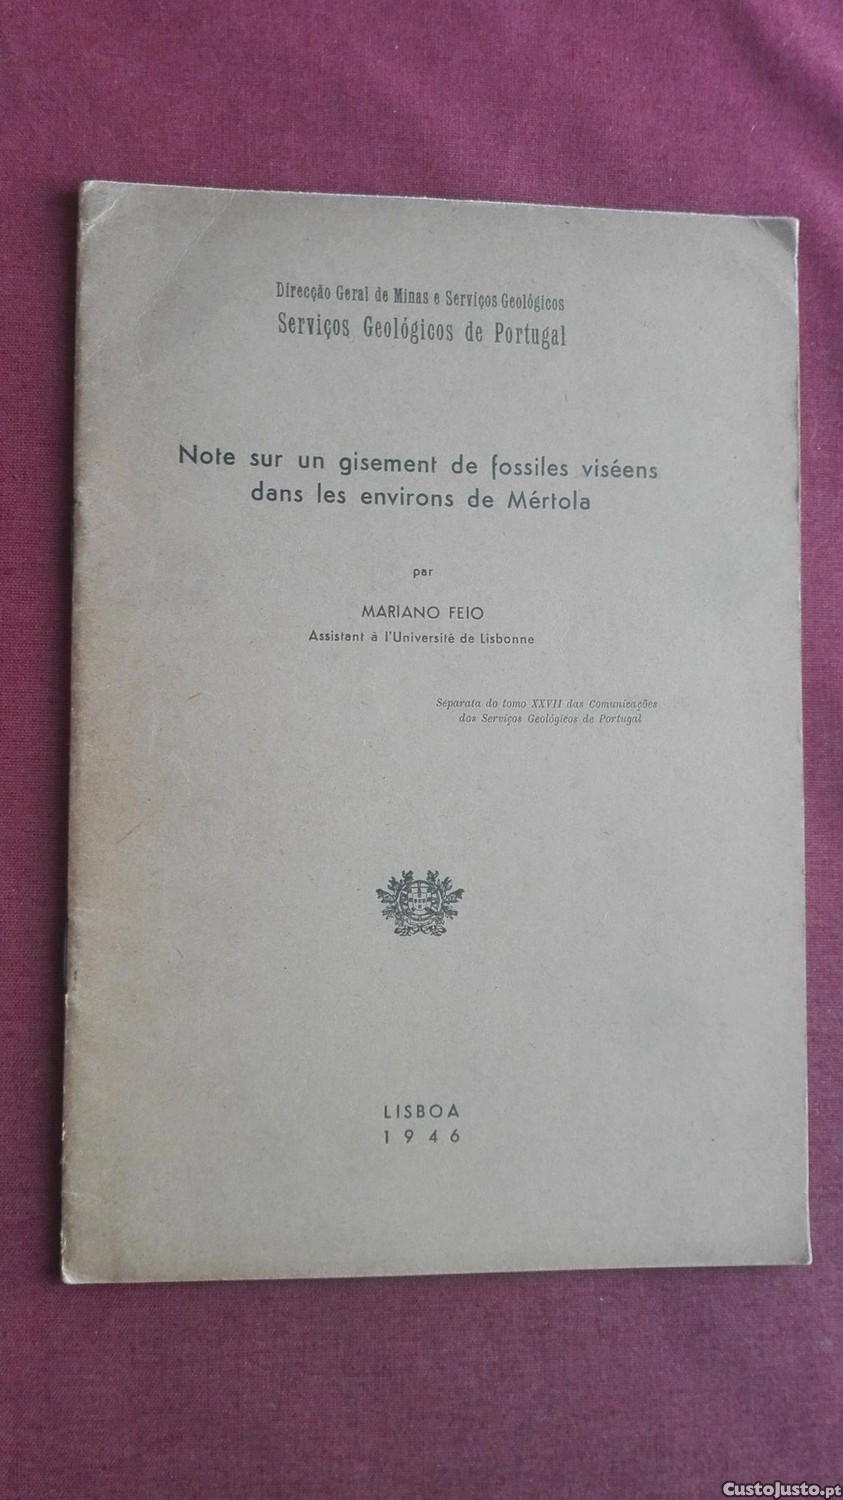 Direcção Geral de Minas e Serviços Geológicos
Serviços Geológicos de Portugal
Note sur un gisement de fossiles viséens
dans les environs de Mértola
par
MARIANO FEIO
Assistant à l'Université de Lisbonne
Separata do tomo XXVII das Comunicações
dos Serviços Geológicos de Portugal
LISBOA
1946
CustoJusto.pt